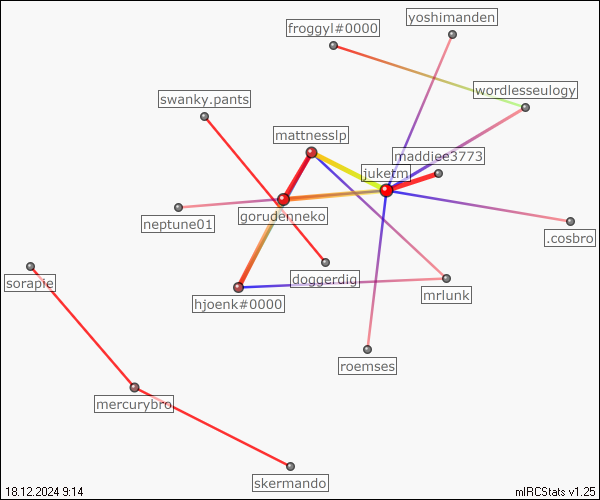 yoshimanden
froggyl#0000
wordlesseulogy
swanky.pants
mattnesslp
maddiee3773
juketm
gorudenneko
neptune01
.cosbro
doggerdig
sorapie
mrlunk
hjoenk#0000
roemses
mercurybro
skermando
18.12.2024 9:14
mIRCStats v1.25